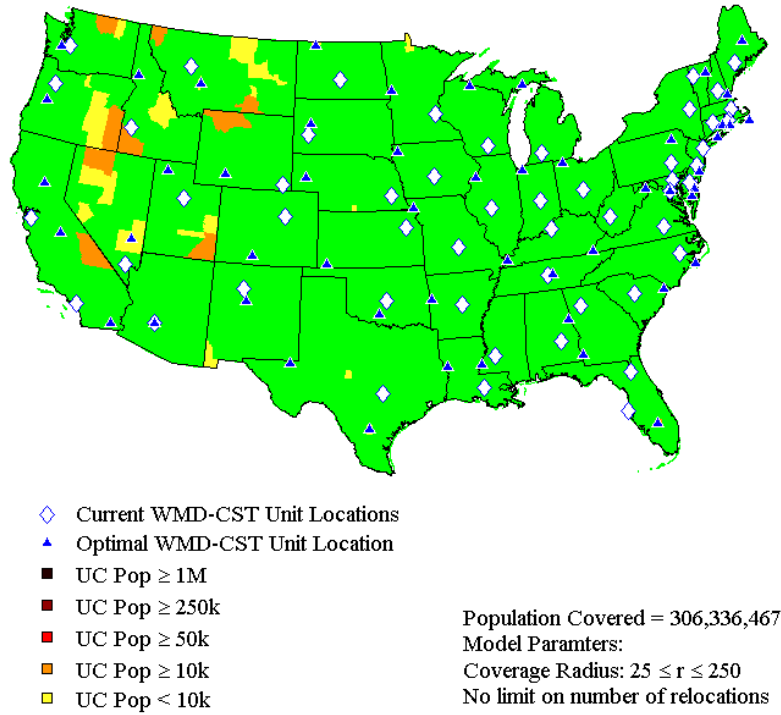 Current WMD-CST Unit Locations
Optimal WMD-CST Unit Location
UC Pop ≥ 1M
UC Pop ≥ 250k
UC Pop ≥ 50k
UC Pop ≥ 10k
UC Pop < 10k
Population Covered = 306,336,467
Model Paramters:
Coverage Radius: 25 ≤ r ≤ 250
No limit on number of relocations